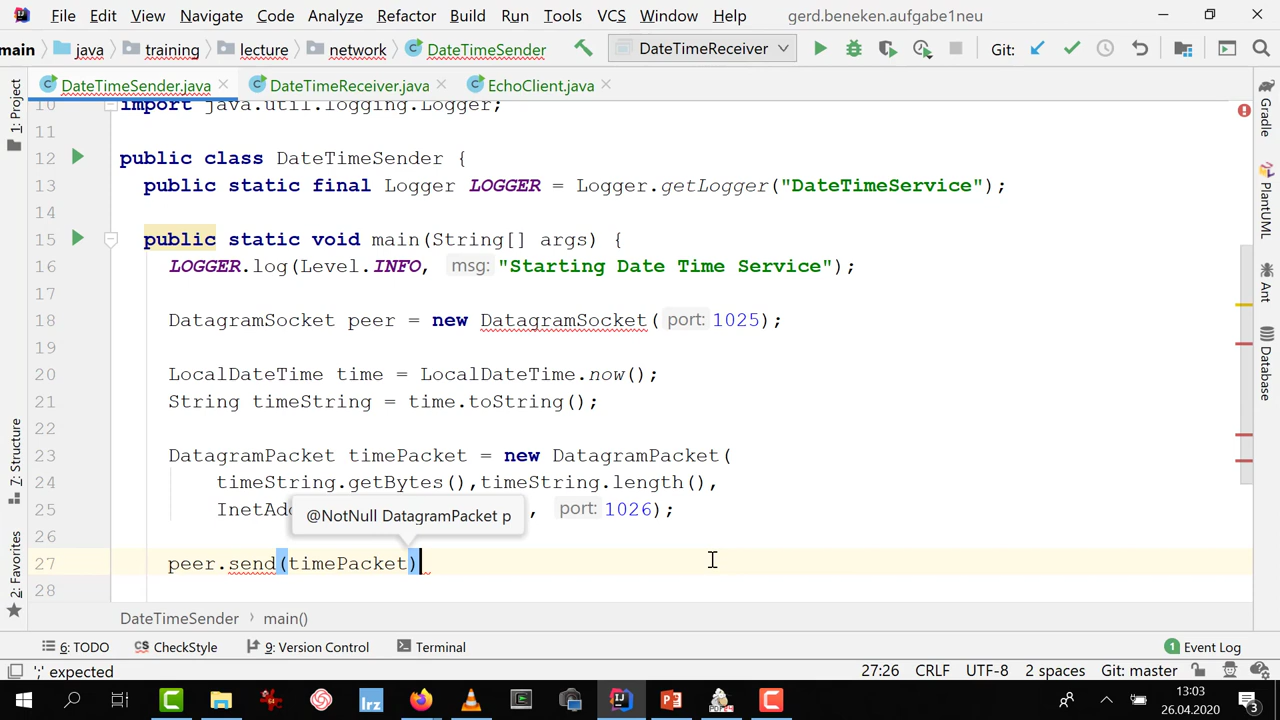 File Edit View Navigate Code Analyze Refactor Build Run Tools VCS Window Help gerd.beneken.aufgabe1neu
main java training lecture network DateTimeSender DateTimeReceiver Git:
DateTimeSender.java DateTimeReceiver.java EchoClient.java
10 import java.util.logging.Logger;
11
12 public class DateTimeSender {
13 public static final Logger LOGGER = Logger.getLogger("DateTimeService");
14
15 public static void main(String[] args) {
16 LOGGER.log(Level.INFO, msg: "Starting Date Time Service");
17
18 DatagramSocket peer = new DatagramSocket( port: 1025);
19
20 LocalDateTime time = LocalDateTime.now();
21 String timeString = time.toString();
22
23 DatagramPacket timePacket = new DatagramPacket(
24 timeString.getBytes(),timeString.length(),
25 InetAdd , port: 1026);
@NotNull DatagramPacket p
26
27 peer.send(timePacket)
28
1: Project
7: Structure
2: Favorites
Gradle
PlantUML
Ant
Database
DateTimeSender main()
6: TODO CheckStyle 9: Version Control Terminal 1 Event Log
';' expected 27:26 CRLF UTF-8 2 spaces Git: master
lrz 13:03
26.04.2020 3